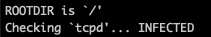 ROOTDIR is `/'
Checking `tcpd'... INFECTED